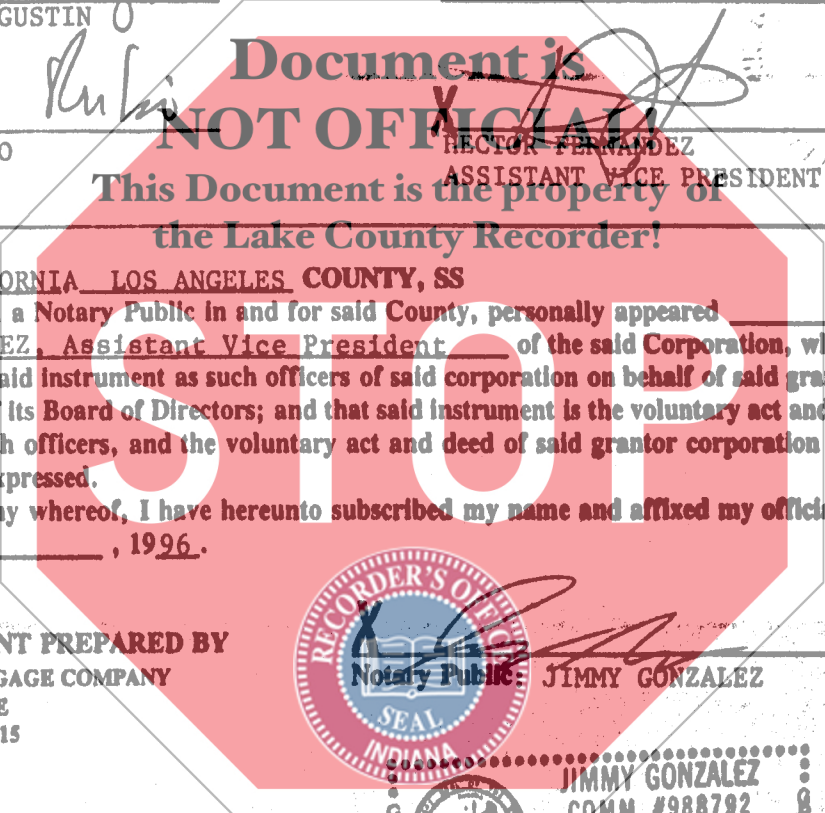 GUSTIN O
Document is
NOT OFFICIAL!
X
HECTOR FERNANDEZ
O
ASSISTANT VICE PRESIDENT
This Document is the property of
the Lake County Recorder!
ORNIA LOS ANGELES COUNTY, SS
a Notary Public in and for said County, personally appeared
EZ, Assistant Vice President of the said Corporation, wh
aid instrument as such officers of said corporation on behalf of said gra
its Board of Directors; and that said instrument is the voluntary act and
h officers, and the voluntary act and deed of said grantor corporation
xpressed.
ny whereof, I have hereunto subscribed my name and affixed my officia
, 1996.
STOP
RECORDER'S OFFICE
SEAL
INDIANA
X
NT PREPARED BY
GAGE COMPANY
E
15
Notary Public: JIMMY GONZALEZ
JIMMY GONZALEZ
COMM. #988792